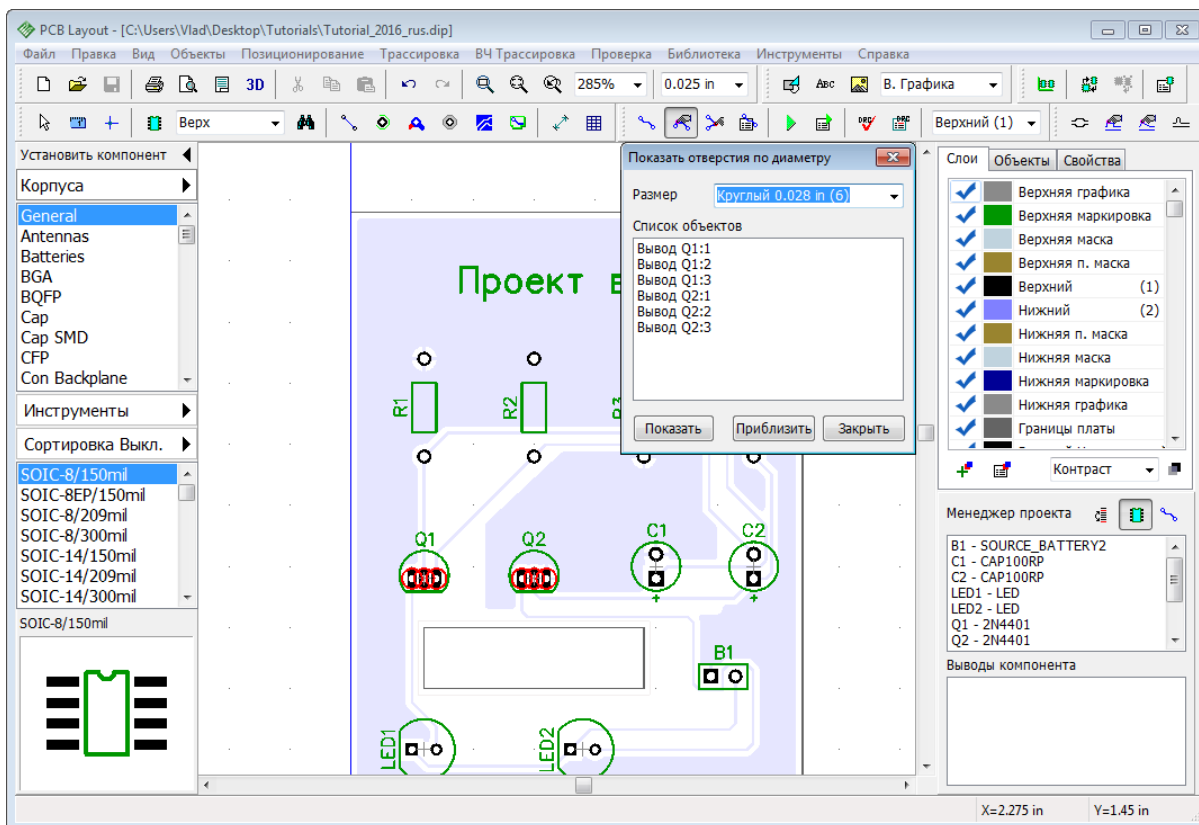 PCB Layout - [C:\Users\Vlad\Desktop\Tutorials\Tutorial_2016_rus.dip]
Файл Правка Вид Объекты Позиционирование Трассировка ВЧ Трассировка Проверка Библиотека Инструменты Справка
3D 285% 0.025 in ABC В. Графика
Верх DRC DRC Верхний (1)
Установить компонент
Корпуса
General
Antennas
Batteries
BGA
BQFP
Cap
Cap SMD
CFP
Con Backplane
Инструменты
Сортировка Выкл.
SOIC-8/150mil
SOIC-8EP/150mil
SOIC-8/209mil
SOIC-8/300mil
SOIC-14/150mil
SOIC-14/209mil
SOIC-14/300mil
SOIC-8/150mil
Проект
R1
R2
Q1
Q2
C1
C2
+
+
B1
LED1
LED2
Показать отверстия по диаметру
Размер Круглый 0.028 in (6)
Список объектов
Вывод Q1:1
Вывод Q1:2
Вывод Q1:3
Вывод Q2:1
Вывод Q2:2
Вывод Q2:3
Показать Приблизить Закрыть
Слои Объекты Свойства
Верхняя графика
Верхняя маркировка
Верхняя маска
Верхняя п. маска
Верхний (1)
Нижний (2)
Нижняя п. маска
Нижняя маска
Нижняя маркировка
Нижняя графика
Границы платы
Контраст
Менеджер проекта
B1 - SOURCE_BATTERY2
C1 - CAP100RP
C2 - CAP100RP
LED1 - LED
LED2 - LED
Q1 - 2N4401
Q2 - 2N4401
Выводы компонента
X=2.275 in Y=1.45 in